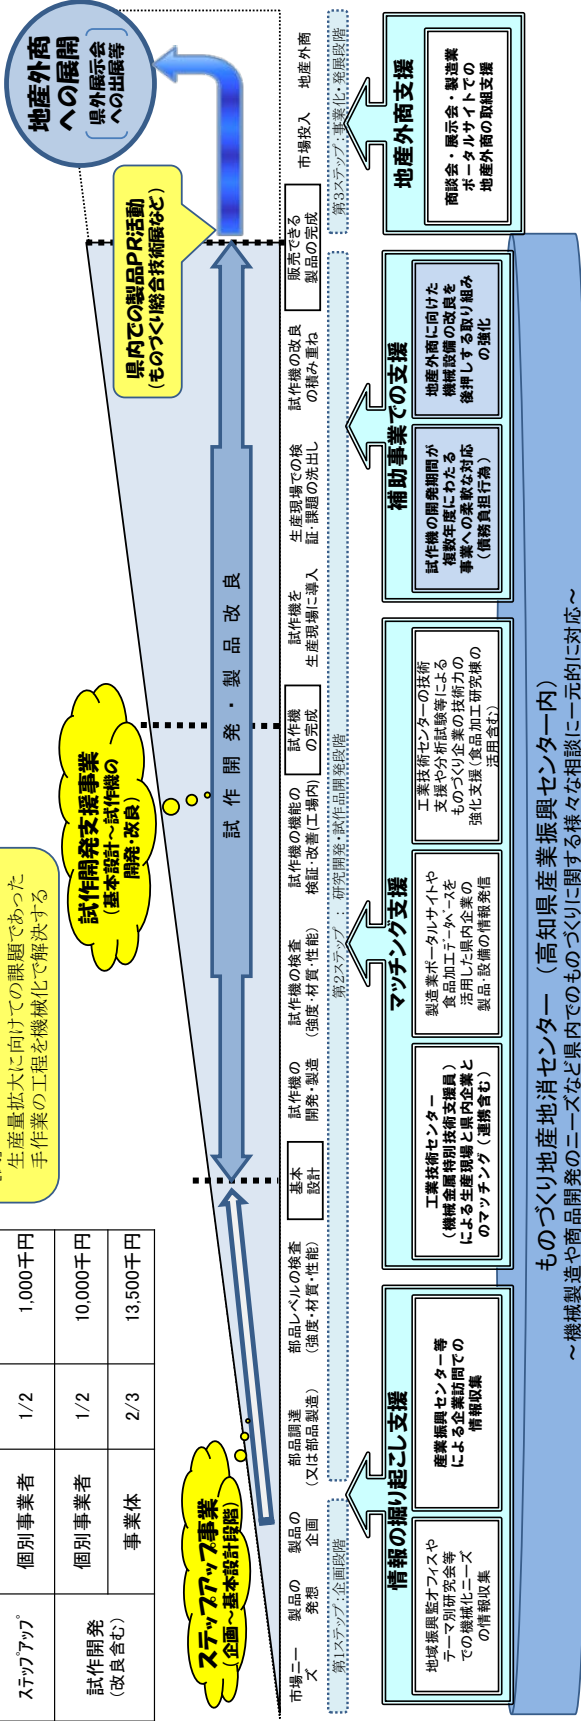 ステップアップ
個別事業者
1/2
1,000千円
試作開発
(改良含む)
個別事業者
1/2
10,000千円
事業体
2/3
13,500千円
生産量拡大に向けての課題であった
手作業の工程を機械化で解決する
ステップアップ事業
(企画~基本設計段階)
試作開発支援事業
(基本設計~試作機の
開発・改良)
県内での製品PR活動
(ものづくり総合技術展など)
地産外商
への展開
県外展示会
への出展等
試作開発・製品改良
市場ニー
ズ
製品の
発想
製品の
企画
部品調達
(又は部品製造)
部品レベルの検査
(強度・材質・性能)
基本
設計
試作機の
開発・製造
試作機の検査
(強度・材質・性能)
試作機の機能の
検証・改善(工場内)
試作機
の完成
試作機を
生産現場に導入
生産現場での検
証・課題の洗出し
試作機の改良
の積み重ね
販売できる
製品の完成
市場投入
地産外商
第1ステップ:企画段階
第2ステップ : 研究開発・試作品開発段階
第3ステップ:事業化・発展段階
情報の掘り起こし支援
地域振興監オフィスや
テーマ別研究会等
での機械化ニーズ
の情報収集
産業振興センター等
による企業訪問での
情報収集
マッチング支援
工業技術センター
(機械金属特別技術支援員)
による生産現場と県内企業と
のマッチング(連携含む)
製造業ポータルサイトや
食品加工データベースを
活用した県内企業の
製品・設備の情報発信
工業技術センターの技術
支援や分析試験等による
ものづくり企業の技術力の
強化支援(食品加工研究棟の
活用含む)
補助事業での支援
試作機の開発期間が
複数年度にわたる
事業への柔軟な対応
(債務負担行為)
地産外商に向けた
機械設備の改良を
後押しする取り組み
の強化
地産外商支援
商談会・展示会・製造業
ポータルサイトでの
地産外商の取組支援
ものづくり地産地消センター(高知県産業振興センター内)
~機械製造や商品開発のニーズなど県内でのものづくりに関する様々な相談に一元的に対応~